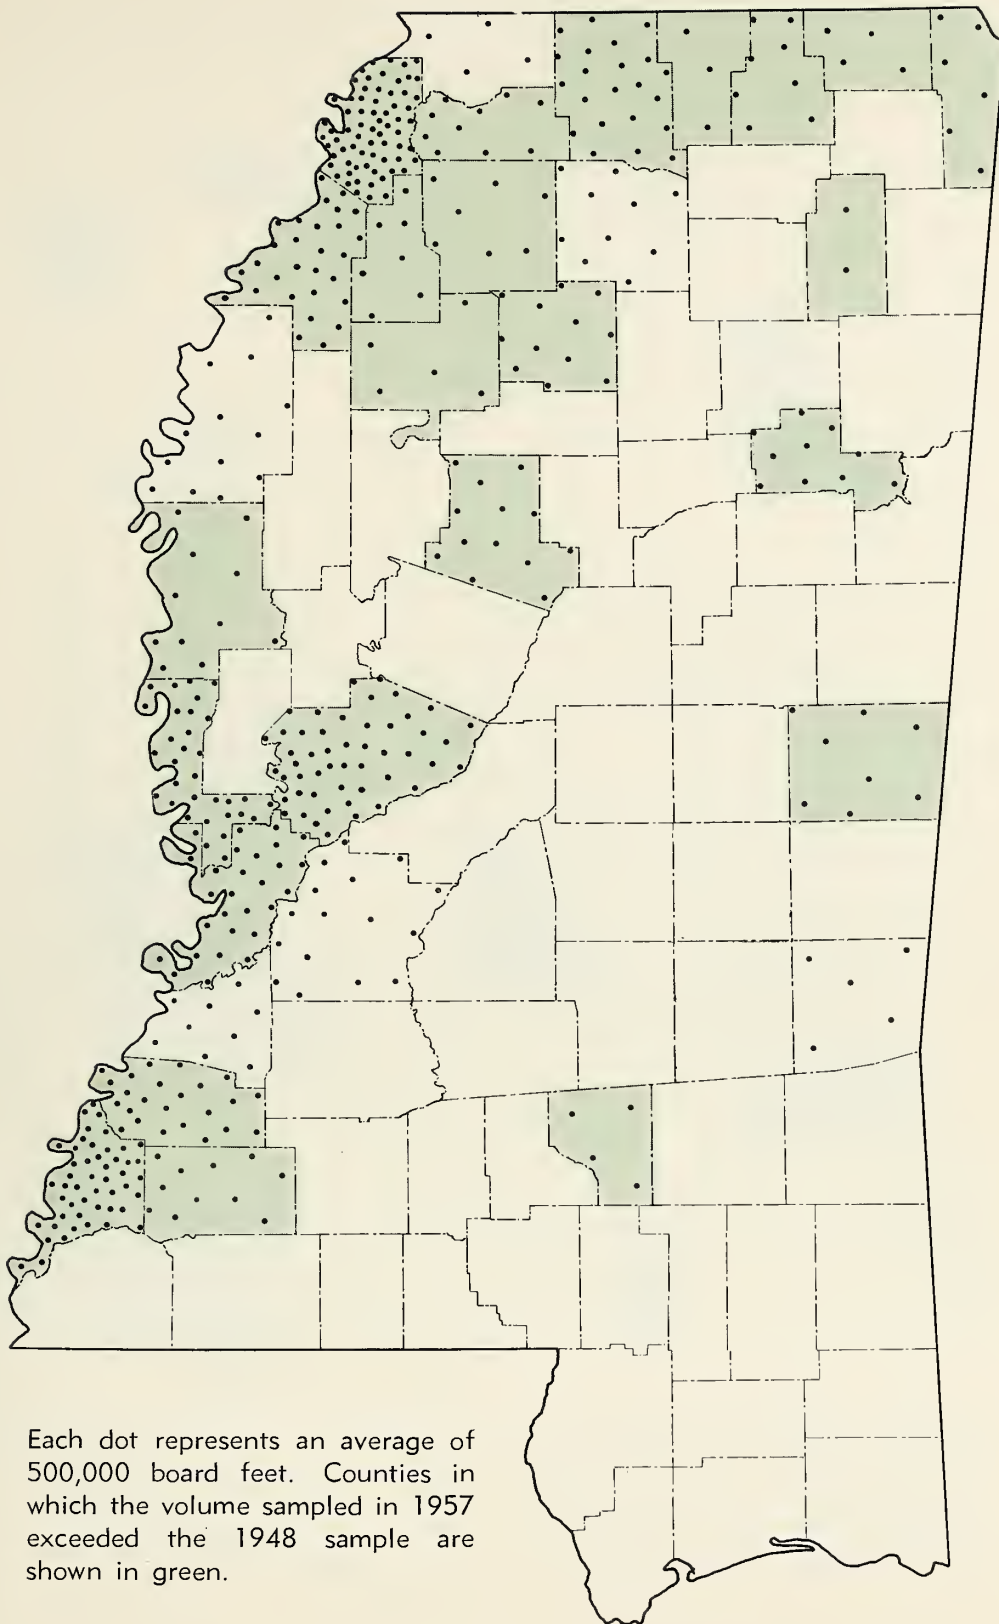 Each dot represents an average of
500,000 board feet. Counties in
which the volume sampled in 1957
exceeded the 1948 sample are
shown in green.